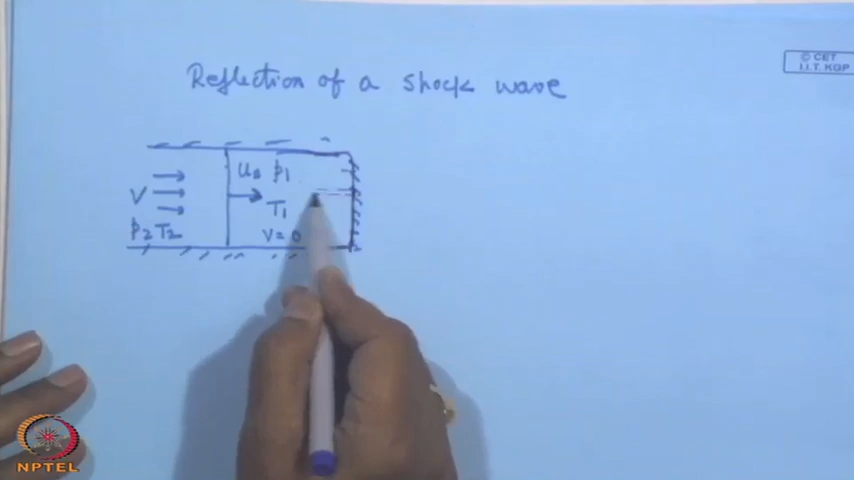 Reflection of a shock wave
© CET
I.I.T. KGP
us p1
V
T1
p2 T2
V = 0
NPTEL